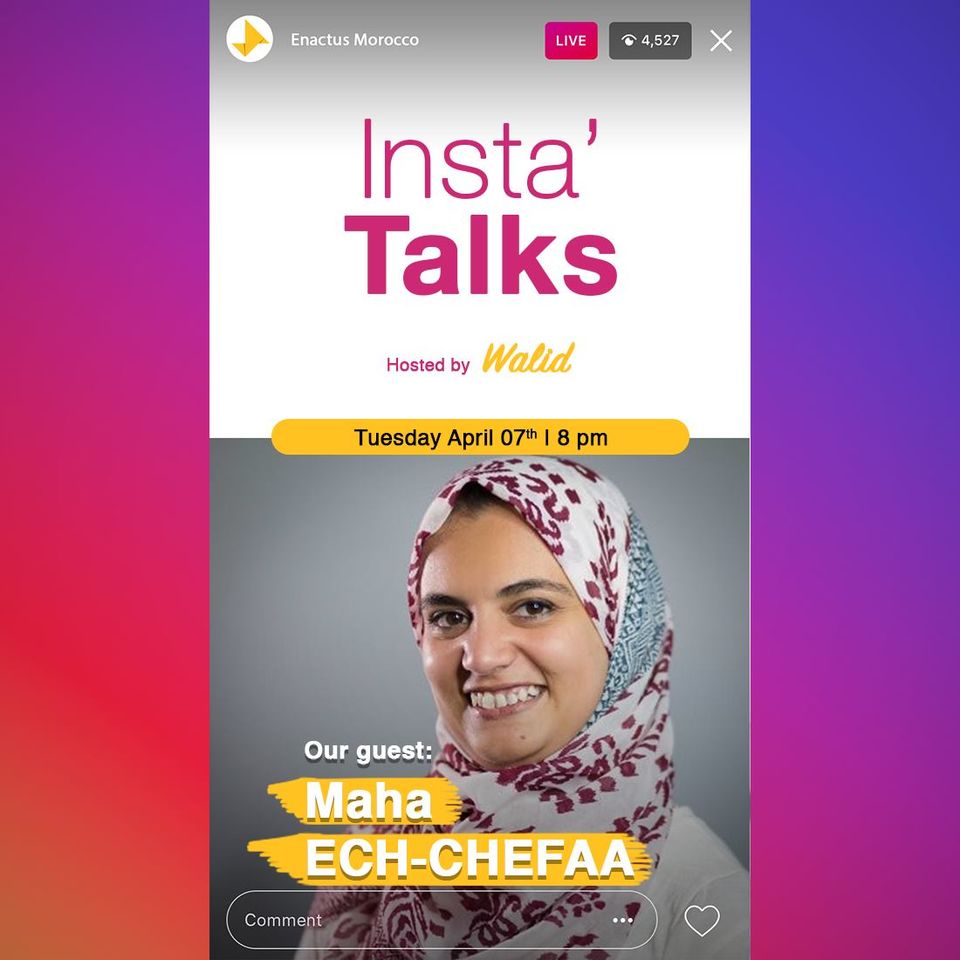 Enactus Morocco
LIVE
4,527
Insta’
Talks
Hosted by Walid
Tuesday April 07th | 8 pm
Our guest:
Maha
ECH-CHEFAA
Comment